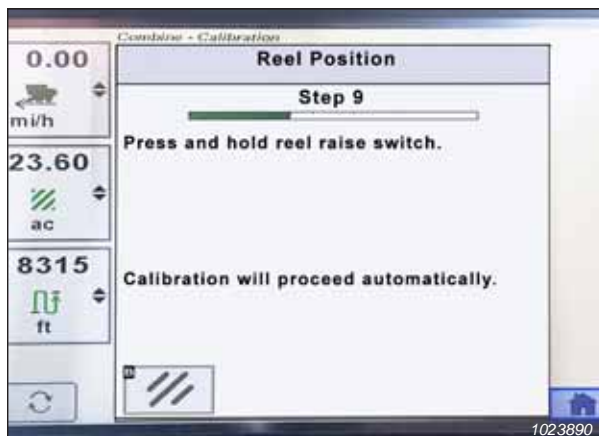 Combine - Calibration
0.00
mi/h
23.60
ac
8315
ft
Reel Position
Step 9
Press and hold reel raise switch.
Calibration will proceed automatically.
1023890